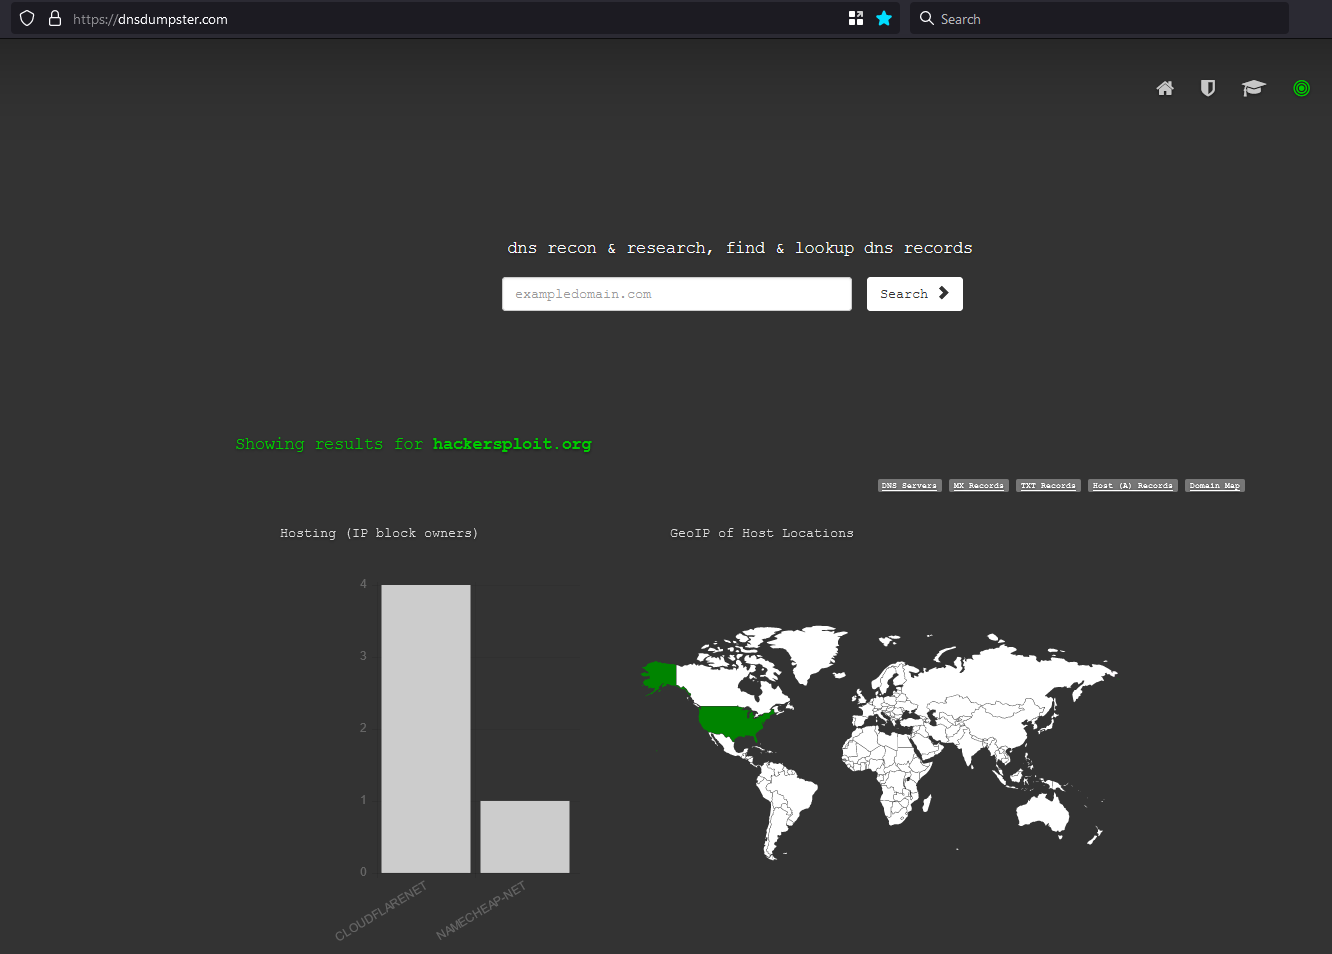 https://dnsdumpster.com
Search
dns recon & research, find & lookup dns records
exampledomain.com
Search
Showing results for hackersploit.org
DNS Servers MX Records TXT Records Host (A) Records Domain Map
Hosting (IP block owners)
GeoIP of Host Locations
4
3
2
1
0
CLOUDFLARENET
NAMECHEAP-NET